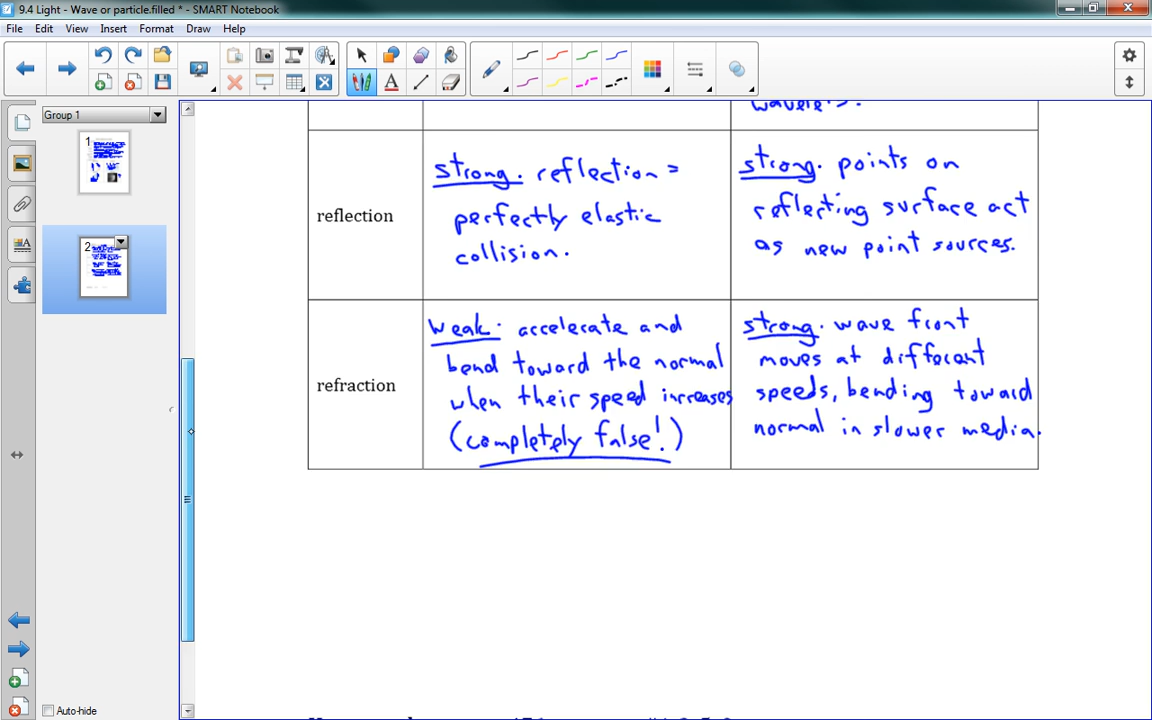 9.4 Light - Wave or particle.filled * - SMART Notebook
File Edit View Insert Format Draw Help
Group 1
1
2
strong. reflection =
perfectly elastic
collision.
strong. points on
reflecting surface act
as new point sources.
reflection
weak. accelerate and
bend toward the normal
when their speed increases
(completely false!)
strong. wave front
moves at different
speeds, bending toward
normal in slower media.
refraction
Auto-hide